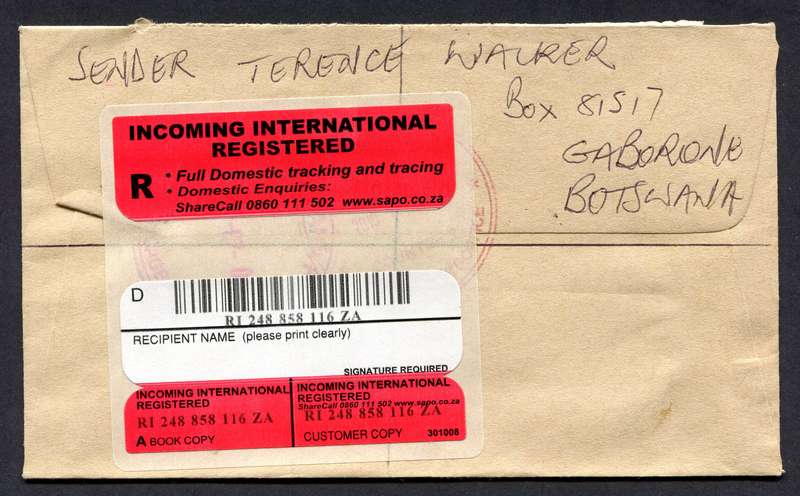 SENDER TERENCE WALKER
Box 81517
GABORONE
BOTSWANA
INCOMING INTERNATIONAL
REGISTERED
R
• Full Domestic tracking and tracing
• Domestic Enquiries:
ShareCall 0860 111 502 www.sapo.co.za
D
RI 248 858 116 ZA
RECIPIENT NAME (please print clearly)
SIGNATURE REQUIRED
INCOMING INTERNATIONAL
REGISTERED
RI 248 858 116 ZA
A BOOK COPY
INCOMING INTERNATIONAL
REGISTERED
ShareCall 0860 111 502 www.sapo.co.za
RI 248 858 116 ZA
CUSTOMER COPY 301008